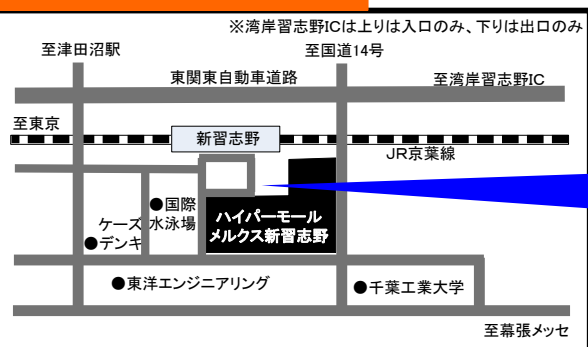 ※湾岸習志野ICは上りは入口のみ、下りは出口のみ
至津田沼駅
至国道14号
東関東自動車道路
至湾岸習志野IC
至東京
新習志野
JR京葉線
●国際
水泳場
ケーズ
●デンキ
ハイパーモール
メルクス新習志野
●東洋エンジニアリング
●千葉工業大学
至幕張メッセ